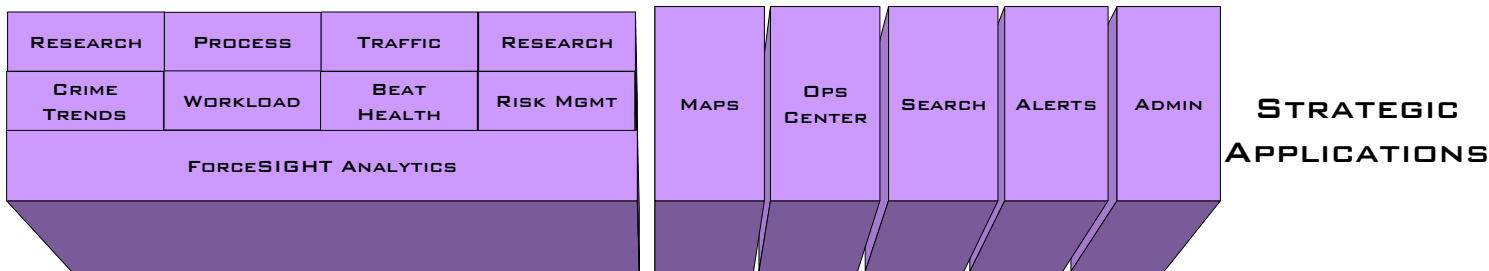 Research Process Traffic Research
Crime Trends Workload Beat Health Risk Mgmt
ForceSIGHT Analytics
Maps
Ops Center
Search
Alerts
Admin
Strategic
Applications